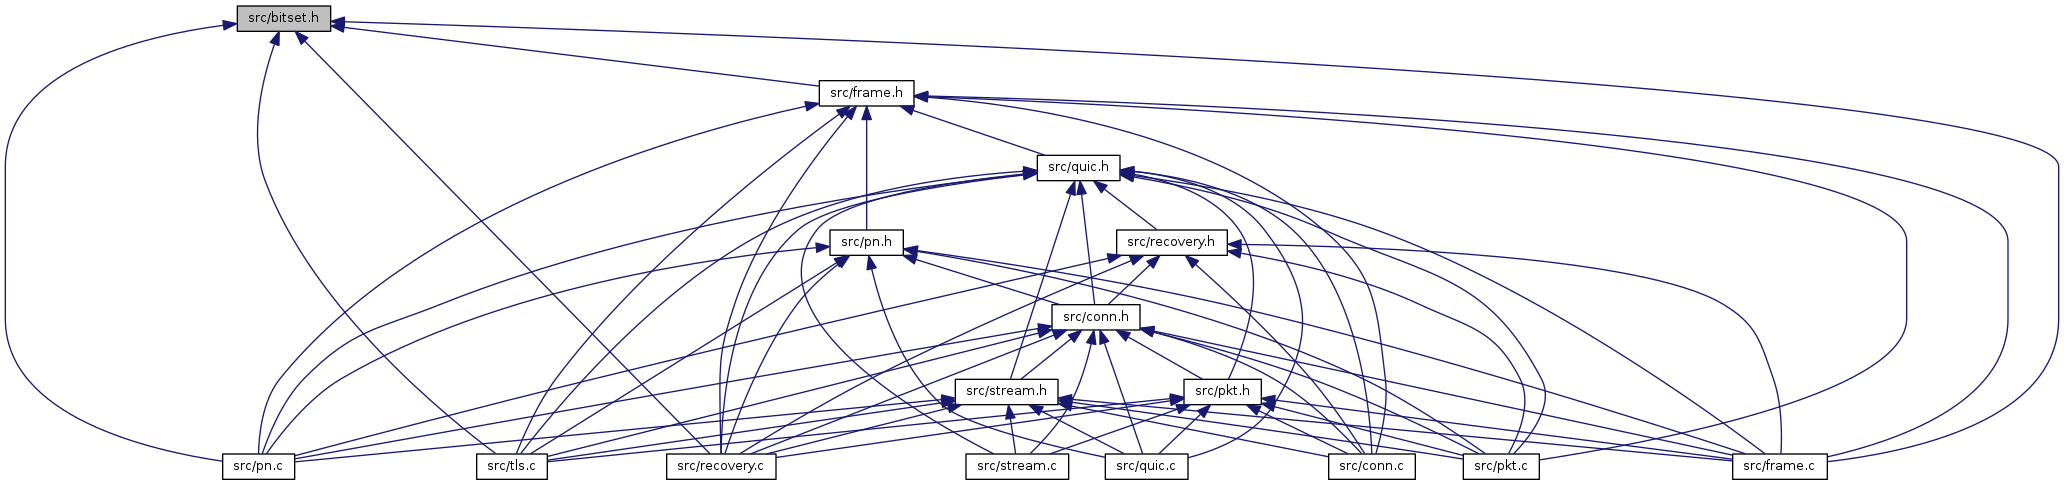 src/bitset.h
src/frame.h
src/quic.h
src/pn.h
src/recovery.h
src/conn.h
src/stream.h
src/pkt.h
src/pn.c
src/tls.c
src/recovery.c
src/stream.c
src/quic.c
src/conn.c
src/pkt.c
src/frame.c